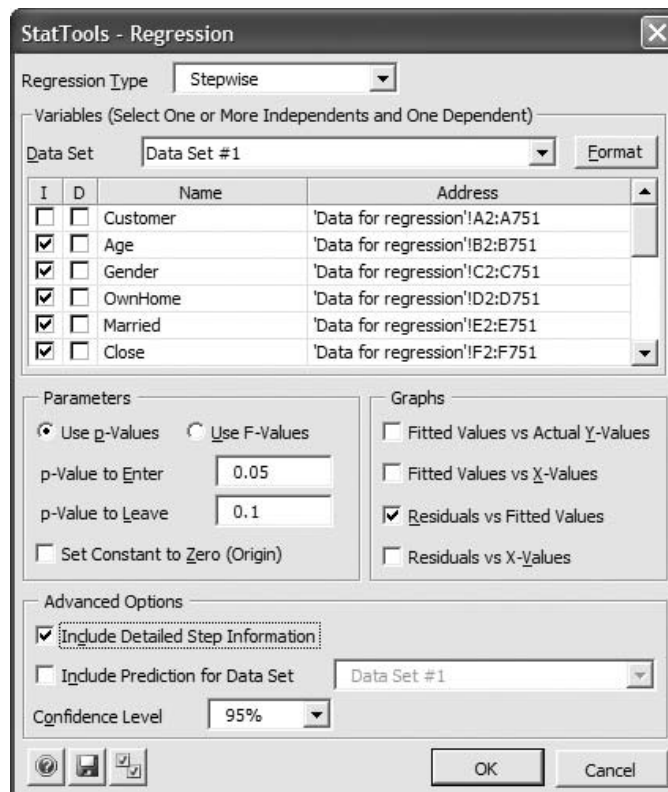 StatTools - Regression
Regression Type Stepwise
Variables (Select One or More Independents and One Dependent)
Data Set Data Set #1 Format
I D Name Address
Customer 'Data for regression'!A2:A751
Age 'Data for regression'!B2:B751
Gender 'Data for regression'!C2:C751
OwnHome 'Data for regression'!D2:D751
Married 'Data for regression'!E2:E751
Close 'Data for regression'!F2:F751
Parameters
Use p-Values Use F-Values
p-Value to Enter 0.05
p-Value to Leave 0.1
Set Constant to Zero (Origin)
Graphs
Fitted Values vs Actual Y-Values
Fitted Values vs X-Values
Residuals vs Fitted Values
Residuals vs X-Values
Advanced Options
Include Detailed Step Information
Include Prediction for Data Set Data Set #1
Confidence Level 95%
OK Cancel